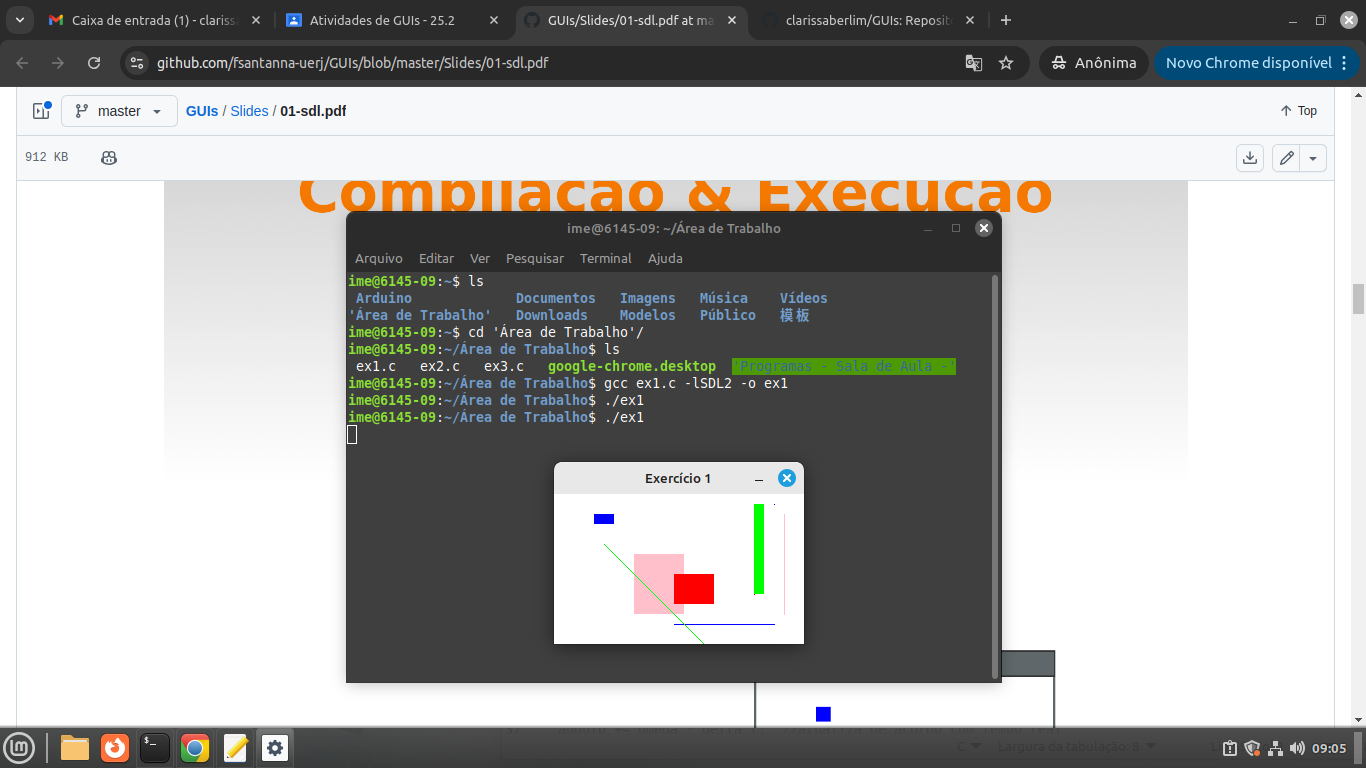 Caixa de entrada (1) - clariss
Atividades de GUIs - 25.2
GUIs/Slides/01-sdl.pdf at ma
clarissaberlim/GUIs: Reposit
github.com/fsantanna-uerj/GUIs/blob/master/Slides/01-sdl.pdf
Anônima
Novo Chrome disponível
master
GUIs / Slides / 01-sdl.pdf
Top
912 KB
Compilação & Execução
ime@6145-09: ~/Área de Trabalho
Arquivo Editar Ver Pesquisar Terminal Ajuda
ime@6145-09:~$ ls
Arduino Documentos Imagens Música Vídeos
'Área de Trabalho' Downloads Modelos Público 模板
ime@6145-09:~$ cd 'Área de Trabalho'/
ime@6145-09:~/Área de Trabalho$ ls
ex1.c ex2.c ex3.c google-chrome.desktop 'Programas - Sala de Aula -'
ime@6145-09:~/Área de Trabalho$ gcc ex1.c -lSDL2 -o ex1
ime@6145-09:~/Área de Trabalho$ ./ex1
ime@6145-09:~/Área de Trabalho$ ./ex1
Exercício 1
C Largura da tabulação: 8
09:05